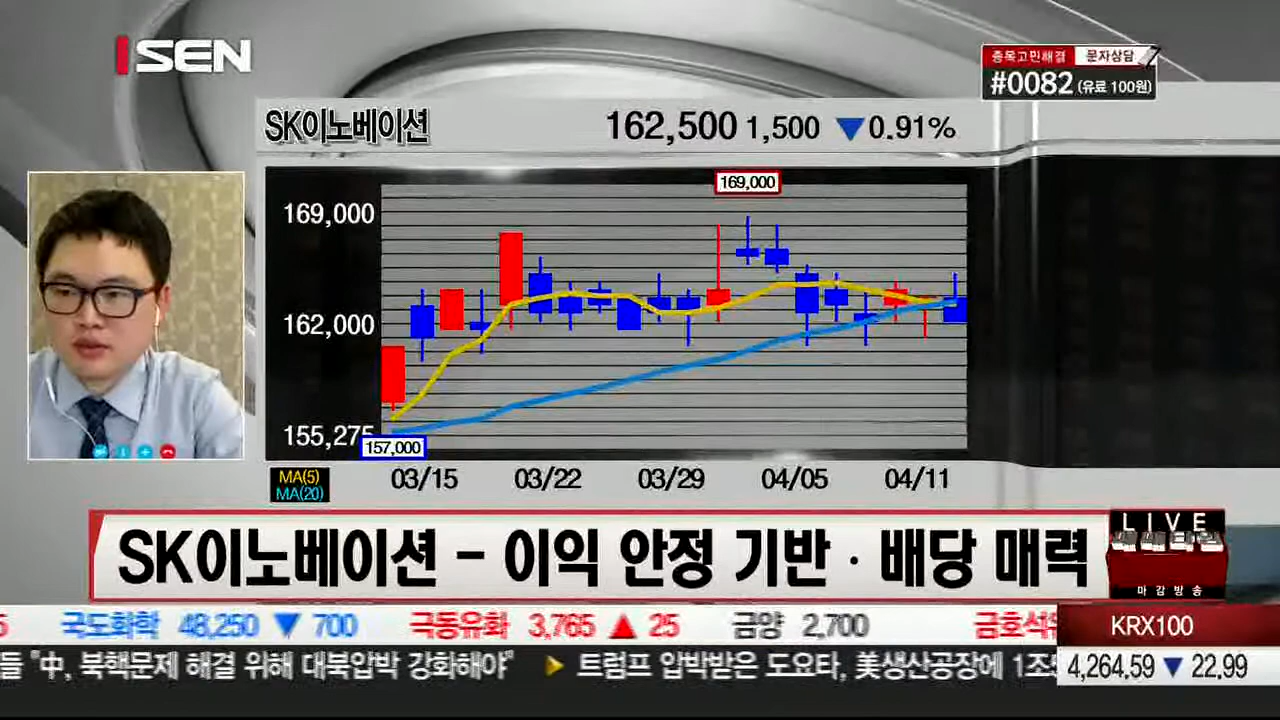 SEN
종목고민해결 문자상담
#0082 (유료 100원)
SK이노베이션 162,500 1,500 ▼ 0.91%
169,000
169,000
162,000
155,275
157,000
MA(5)
MA(20)
03/15 03/22 03/29 04/05 04/11
SK이노베이션 - 이익 안정 기반 · 배당 매력
LIVE
마감방송
5 국도화학 48,250 ▼ 700 극동유화 3,765 ▲ 25 금양 2,700 금호석유
KRX100
들 "中, 북핵문제 해결 위해 대북압박 강화해야" ▶ 트럼프 압박받은 도요타, 美생산공장에 1조5
4,264.59 ▼ 22.99